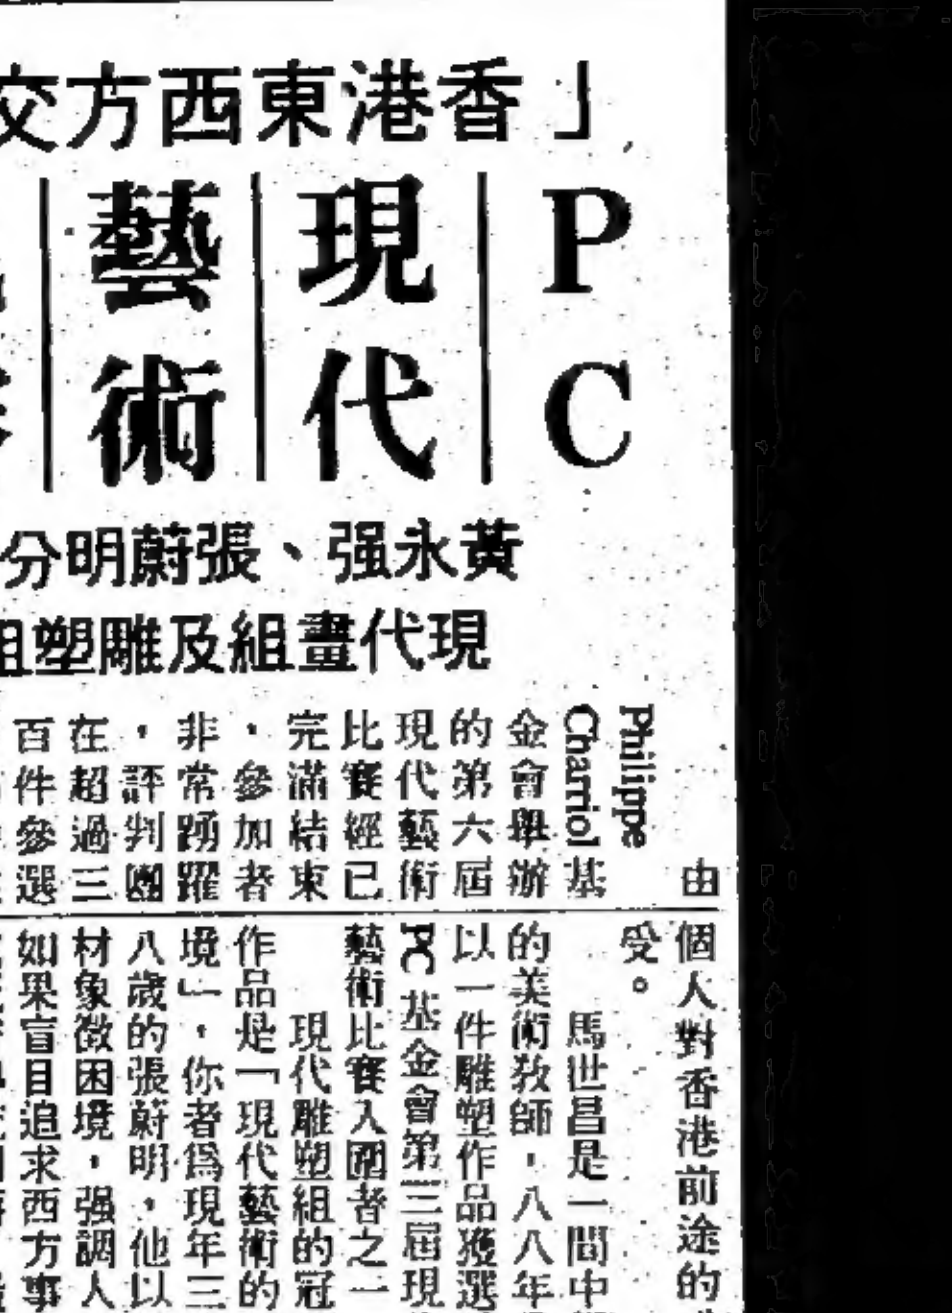 「香港東西方交
PC
現代
藝術
黃永强、張蔚明分
現代畫組及雕塑
由
Philippe
Charriol基
金會舉辦
的第六屆
現代藝術
比賽經已
完滿結束
，參加者
非常踴躍
，評判團
在超過三
百件參選
個人對香港前途的
受。
馬世昌是一間中
的美術教師，八八年
以一件雕塑作品獲選
PC基金會第三屆現
藝術比賽入圍者之一
現代雕塑組的冠
作品是「現代藝術的
境」，你者爲現年三
八歲的張蔚明，他以
材象徵困境，强調人
如果盲目追求西方事